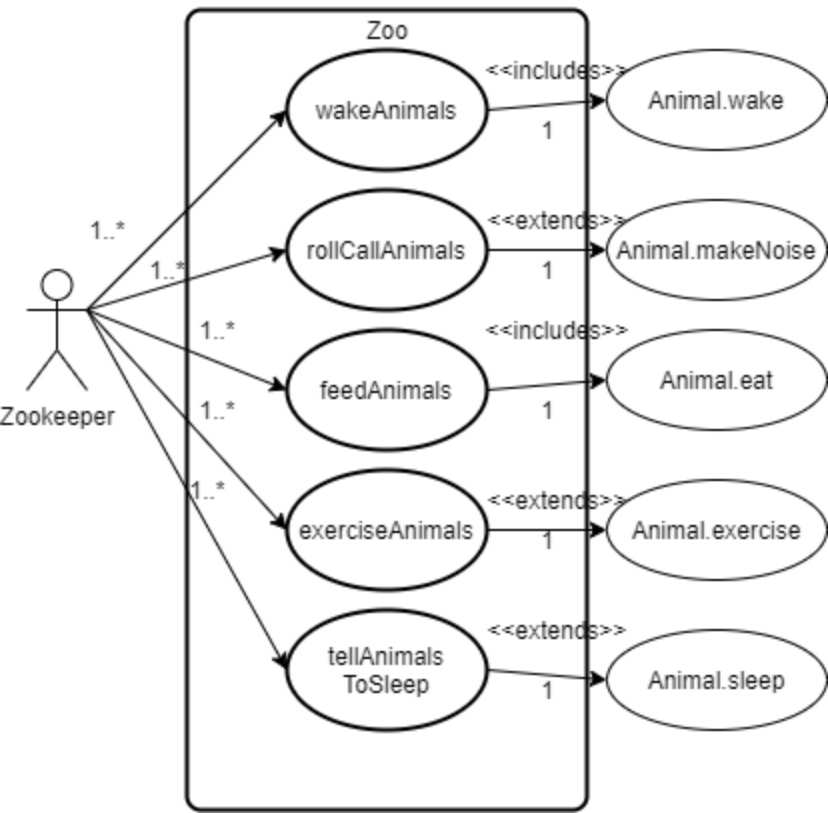 Zoo
<<includes>>
wakeAnimals
Animal.wake
1
1..*
<<extends>>
rollCallAnimals
Animal.makeNoise
1..*
1
1..*
<<includes>>
feedAnimals
Animal.eat
1..*
1
Zookeeper
1..*
<<extends>>
exerciseAnimals
Animal.exercise
1
<<extends>>
tellAnimals
ToSleep
Animal.sleep
1